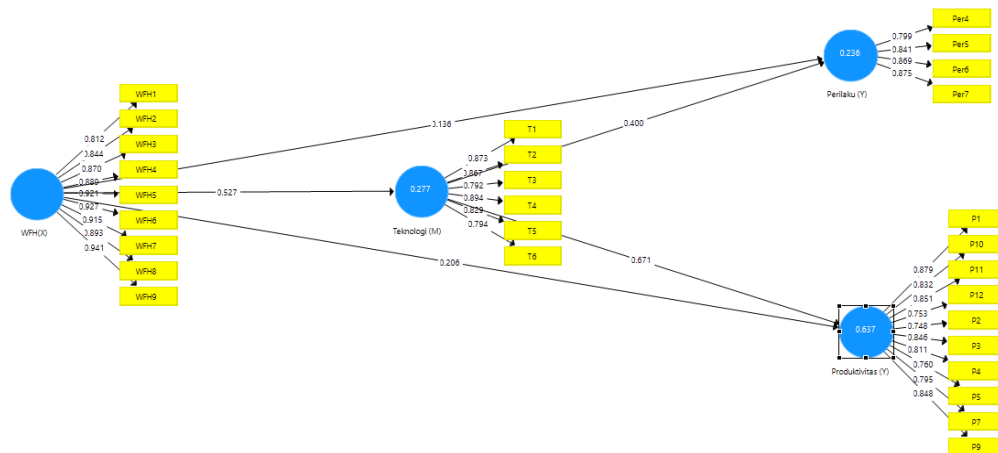 WFH(X)
0.812
0.844
0.870
0.889
0.921
0.927
0.915
0.893
0.941
WFH1
WFH2
WFH3
WFH4
WFH5
WFH6
WFH7
WFH8
WFH9
0.136
0.527
0.206
0.277
Teknologi (M)
0.873
0.867
0.792
0.894
0.829
0.794
T1
T2
T3
T4
T5
T6
0.400
0.671
0.236
Perilaku (Y)
0.799
0.841
0.869
0.875
Per4
Per5
Per6
Per7
0.637
Produktivitas (Y)
0.879
0.832
0.851
0.753
0.748
0.846
0.811
0.760
0.795
0.848
P1
P10
P11
P12
P2
P3
P4
P5
P7
P9